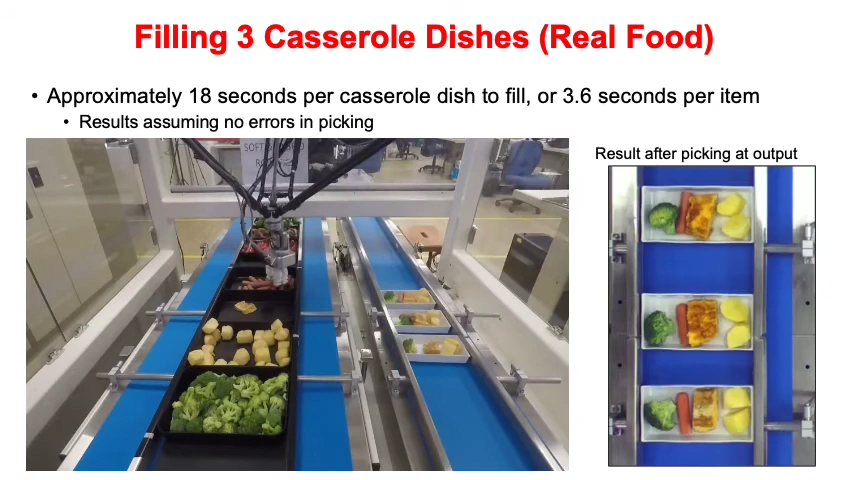 Filling 3 Casserole Dishes (Real Food)
• Approximately 18 seconds per casserole dish to fill, or 3.6 seconds per item
• Results assuming no errors in picking
Result after picking at output